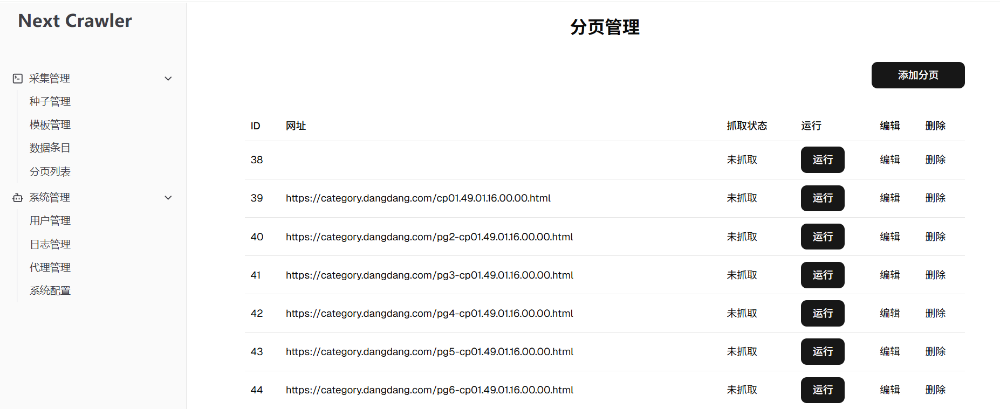 Next Crawler
采集管理
种子管理
模板管理
数据条目
分页列表
系统管理
用户管理
日志管理
代理管理
系统配置
分页管理
添加分页
ID 网址 抓取状态 运行 编辑 删除
38 未抓取 运行 编辑 删除
39 https://category.dangdang.com/cp01.49.01.16.00.00.html 未抓取 运行 编辑 删除
40 https://category.dangdang.com/pg2-cp01.49.01.16.00.00.html 未抓取 运行 编辑 删除
41 https://category.dangdang.com/pg3-cp01.49.01.16.00.00.html 未抓取 运行 编辑 删除
42 https://category.dangdang.com/pg4-cp01.49.01.16.00.00.html 未抓取 运行 编辑 删除
43 https://category.dangdang.com/pg5-cp01.49.01.16.00.00.html 未抓取 运行 编辑 删除
44 https://category.dangdang.com/pg6-cp01.49.01.16.00.00.html 未抓取 运行 编辑 删除